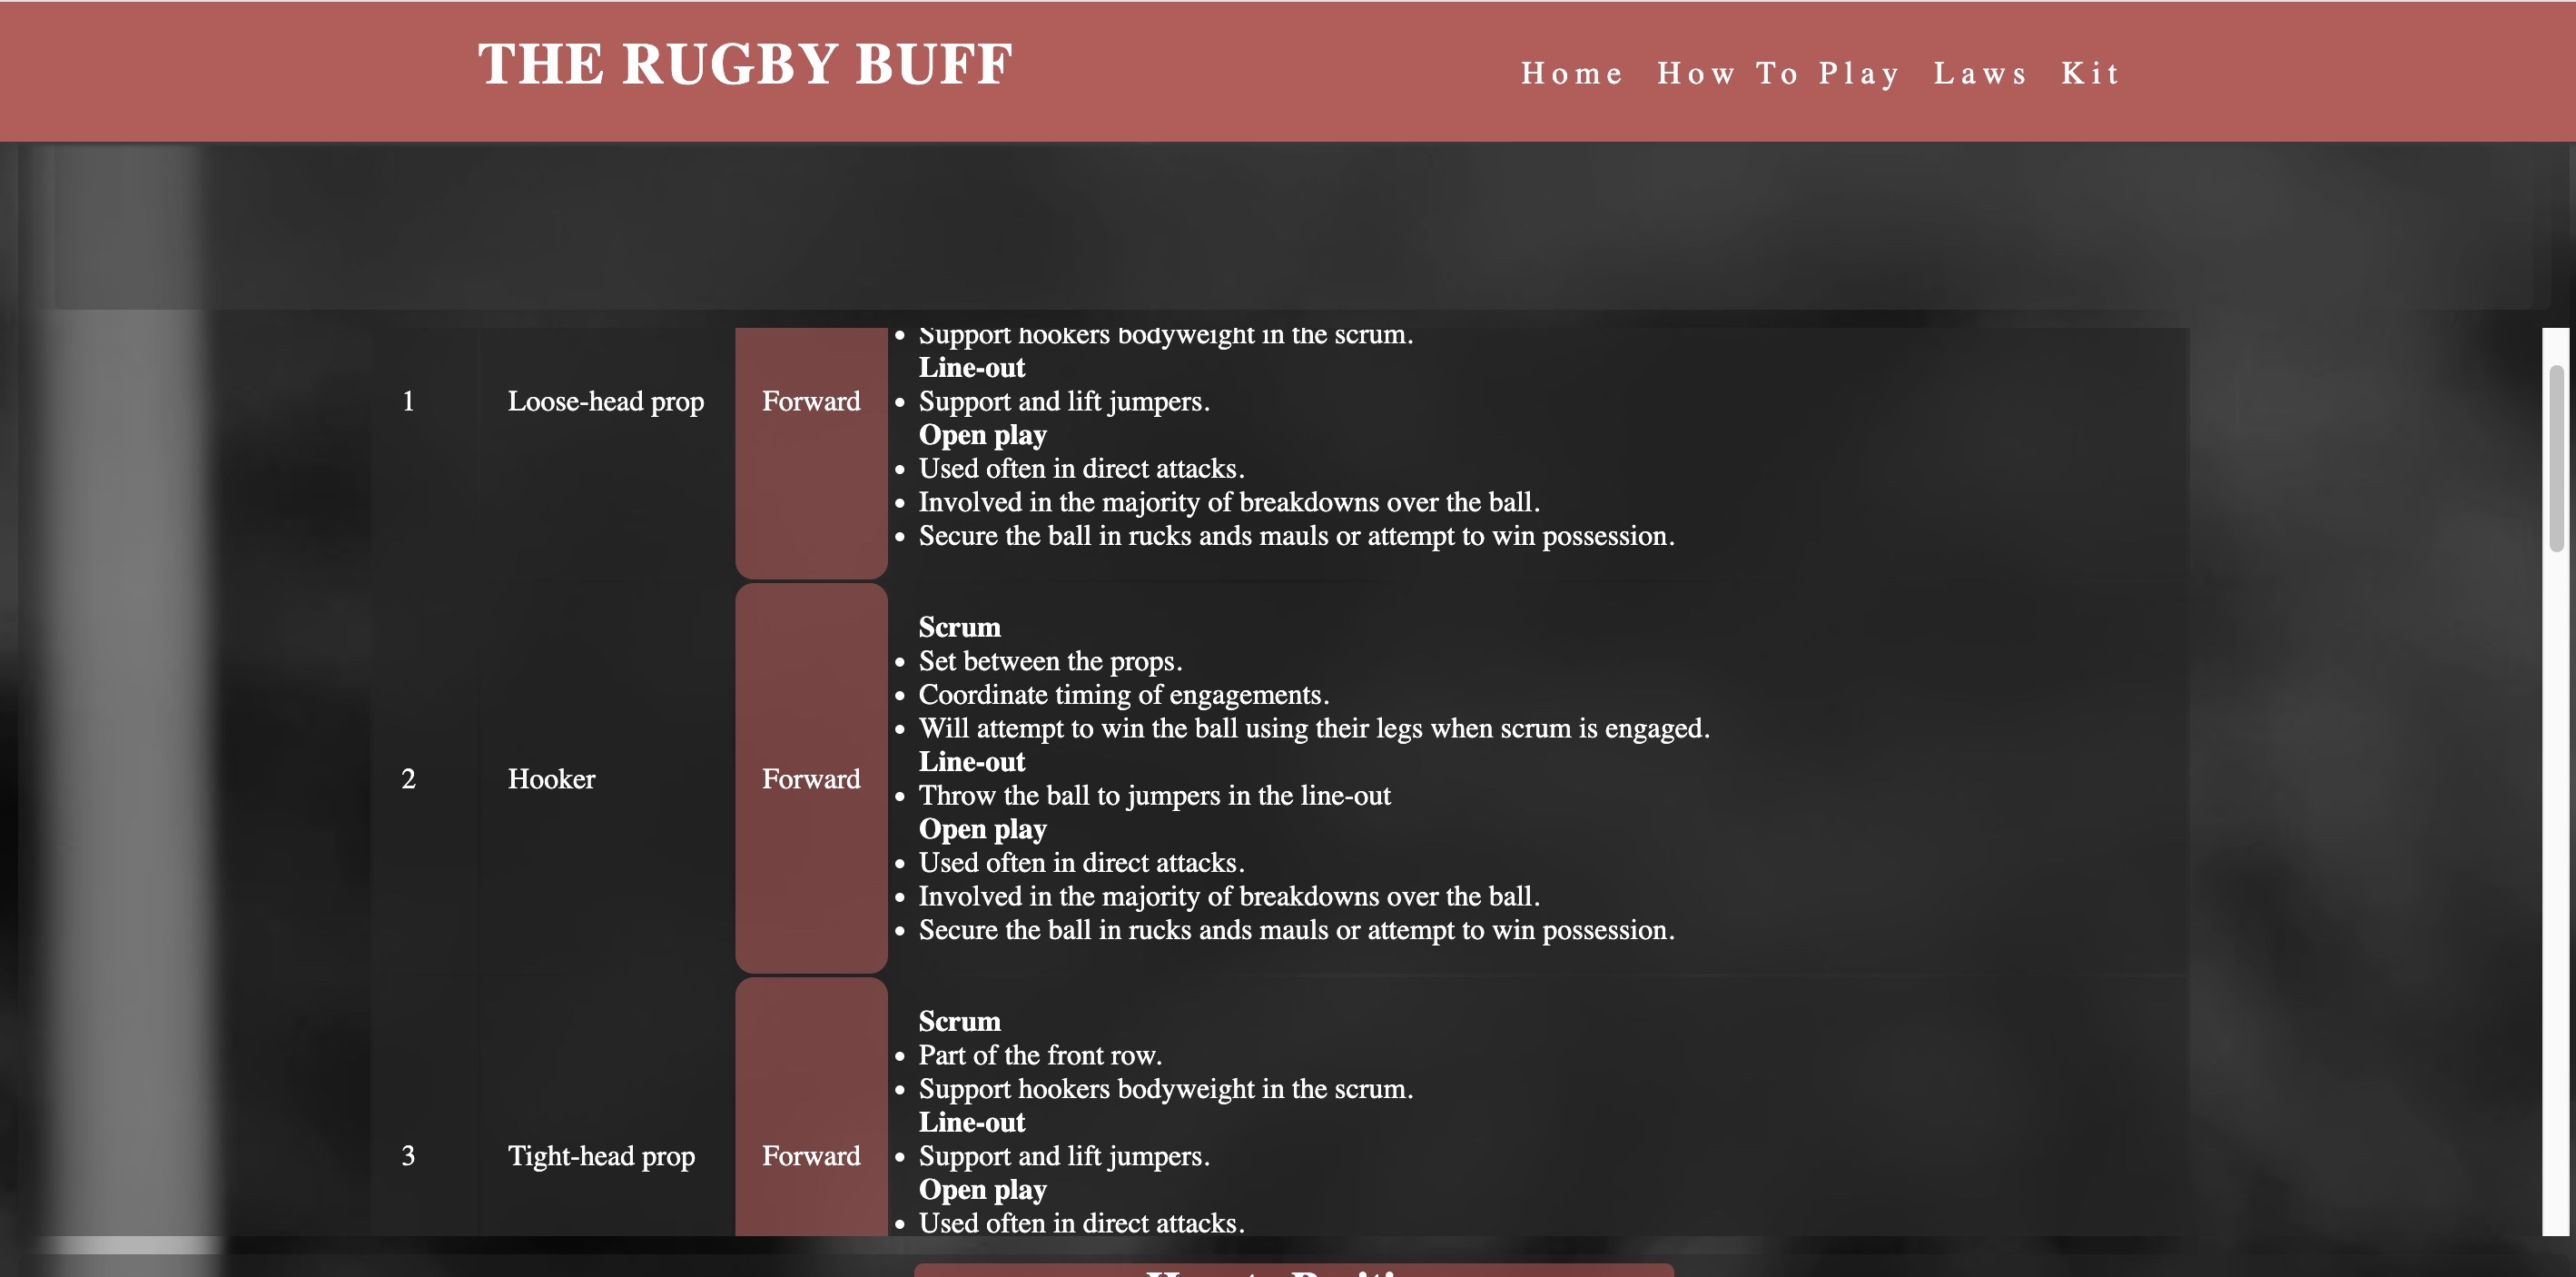 THE RUGBY BUFF
Home How To Play Laws Kit
1 Loose-head prop Forward
Support hookers bodyweight in the scrum.
Line-out
Support and lift jumpers.
Open play
Used often in direct attacks.
Involved in the majority of breakdowns over the ball.
Secure the ball in rucks ands mauls or attempt to win possession.
2 Hooker Forward
Scrum
Set between the props.
Coordinate timing of engagements.
Will attempt to win the ball using their legs when scrum is engaged.
Line-out
Throw the ball to jumpers in the line-out
Open play
Used often in direct attacks.
Involved in the majority of breakdowns over the ball.
Secure the ball in rucks ands mauls or attempt to win possession.
3 Tight-head prop Forward
Scrum
Part of the front row.
Support hookers bodyweight in the scrum.
Line-out
Support and lift jumpers.
Open play
Used often in direct attacks.